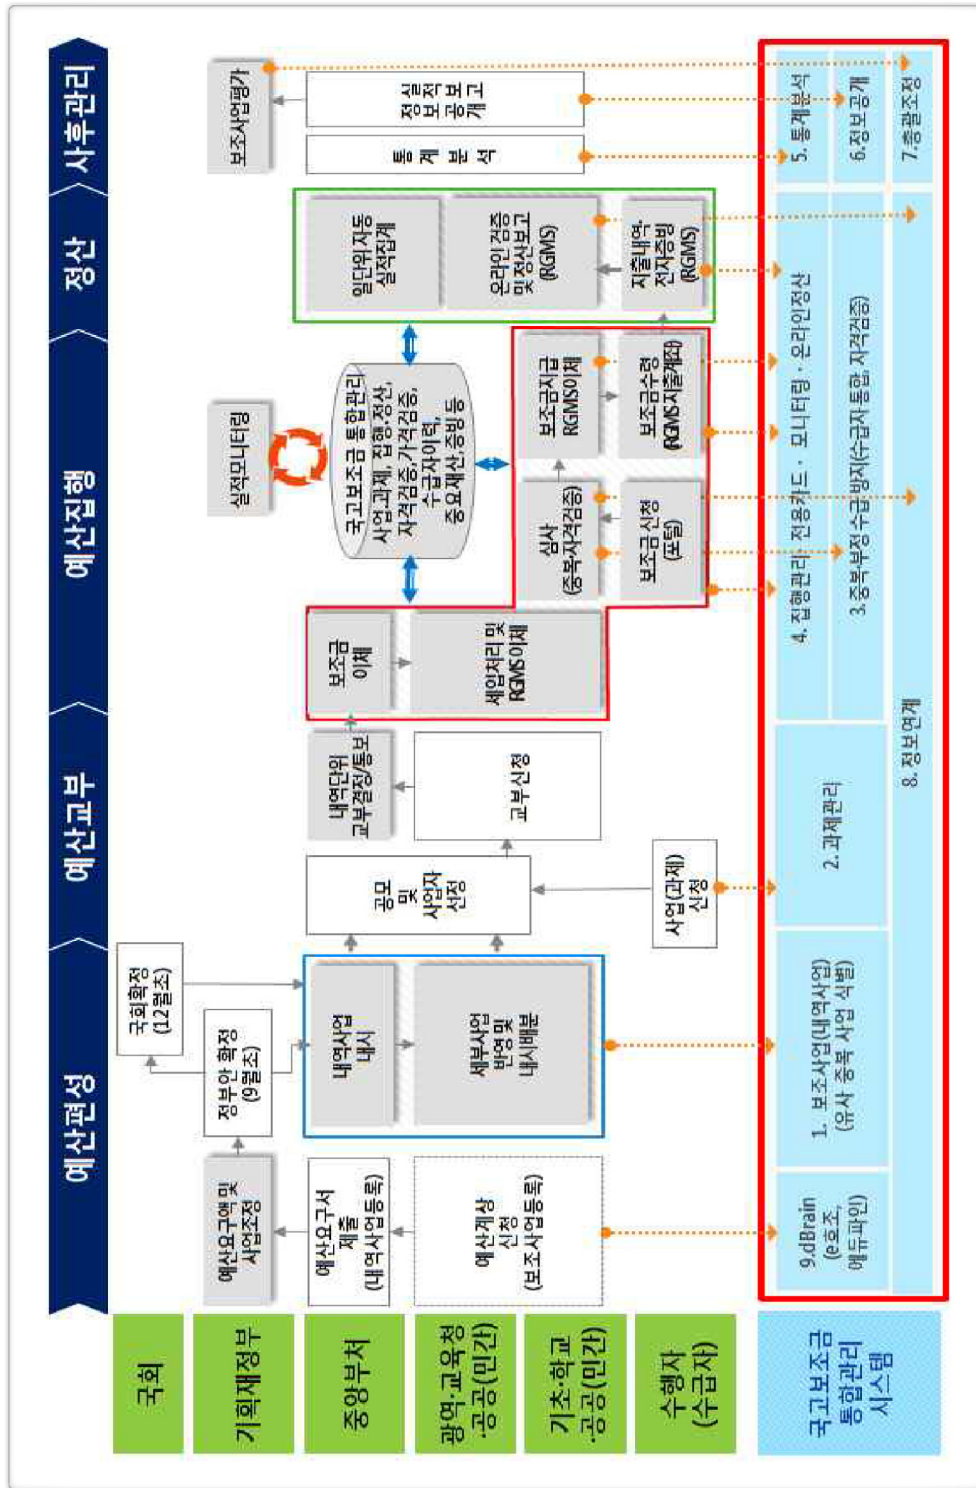 예산편성
예산교부
예산집행
정산
사후관리
국회
국회확정
(12월초)
기획재정부
예산요구액 및
사업조정
정부안 확정
(9월초)
실적모니터링
보조사업평가
중앙부처
예산요구서
제출
(내역사업등록)
내역사업
내시
공모
및
사업자
선정
내역단위
교부결정/통보
보조금
이체
국고보조금 통합관리
사업·과제, 집행·정산,
자격검증,가격검증,
수급자이력,
중요재산,증빙 등
일단위 자동
실적집계
통계 분석
실적보고
정보공개
광역·교육청
·공공(민간)
예산계상
신청
(보조사업등록)
세부사업
반영 및
내시배분
교부신청
세입처리 및
RGMS이체
온라인 검증
및 정산보고
(RGMS)
기초·학교
·공공(민간)
심사
(중복·자격검증)
보조금지급
RGMS이체
수행자
(수급자)
사업(과제)
신청
보조금 신청
(포털)
보조금수령
(RGMS지출계좌)
지출내역·
전자증빙
(RGMS)
국고보조금
통합관리
시스템
9.dBrain
(e호조,
에듀파인)
1. 보조사업(내역사업)
(유사 중복 사업 식별)
2. 과제관리
4. 집행관리 · 전용카드 · 모니터링 · 온라인정산
3.중복·부정수급 방지(수급자 통합, 자격검증)
5. 통계분석
6.정보공개
7.총괄조정
8. 정보연계